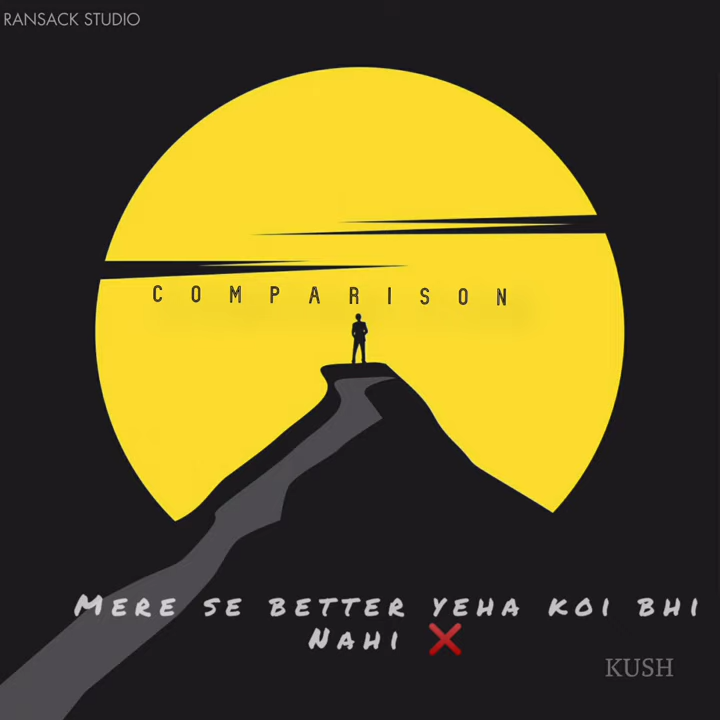 RANSACK STUDIO
COMPARISON
MERE SE BETTER YEHA KOI BHI
NAHI ❌
KUSH